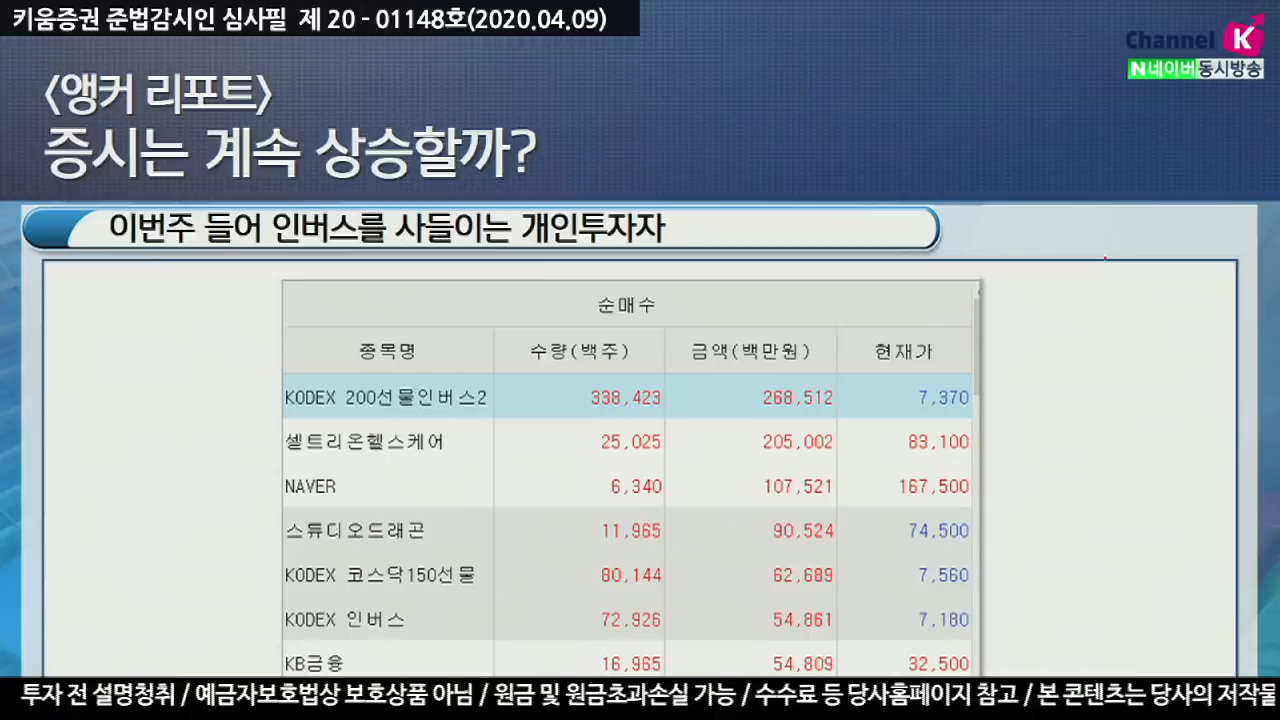 키움증권 준법감시인 심사필 제 20 - 01148호(2020.04.09)
Channel K
N네이버 동시방송
<앵커 리포트>
증시는 계속 상승할까?
이번주 들어 인버스를 사들이는 개인투자자
순매수
종목명 수량(백주) 금액(백만원) 현재가
KODEX 200선물인버스2 338,423 268,512 7,370
셀트리온헬스케어 25,025 205,002 83,100
NAVER 6,340 107,521 167,500
스튜디오드래곤 11,965 90,524 74,500
KODEX 코스닥150선물 80,144 62,689 7,560
KODEX 인버스 72,926 54,861 7,180
KB금융 16,965 54,809 32,500
투자 전 설명청취 / 예금자보호법상 보호상품 아님 / 원금 및 원금초과손실 가능 / 수수료 등 당사홈페이지 참고 / 본 콘텐츠는 당사의 저작물